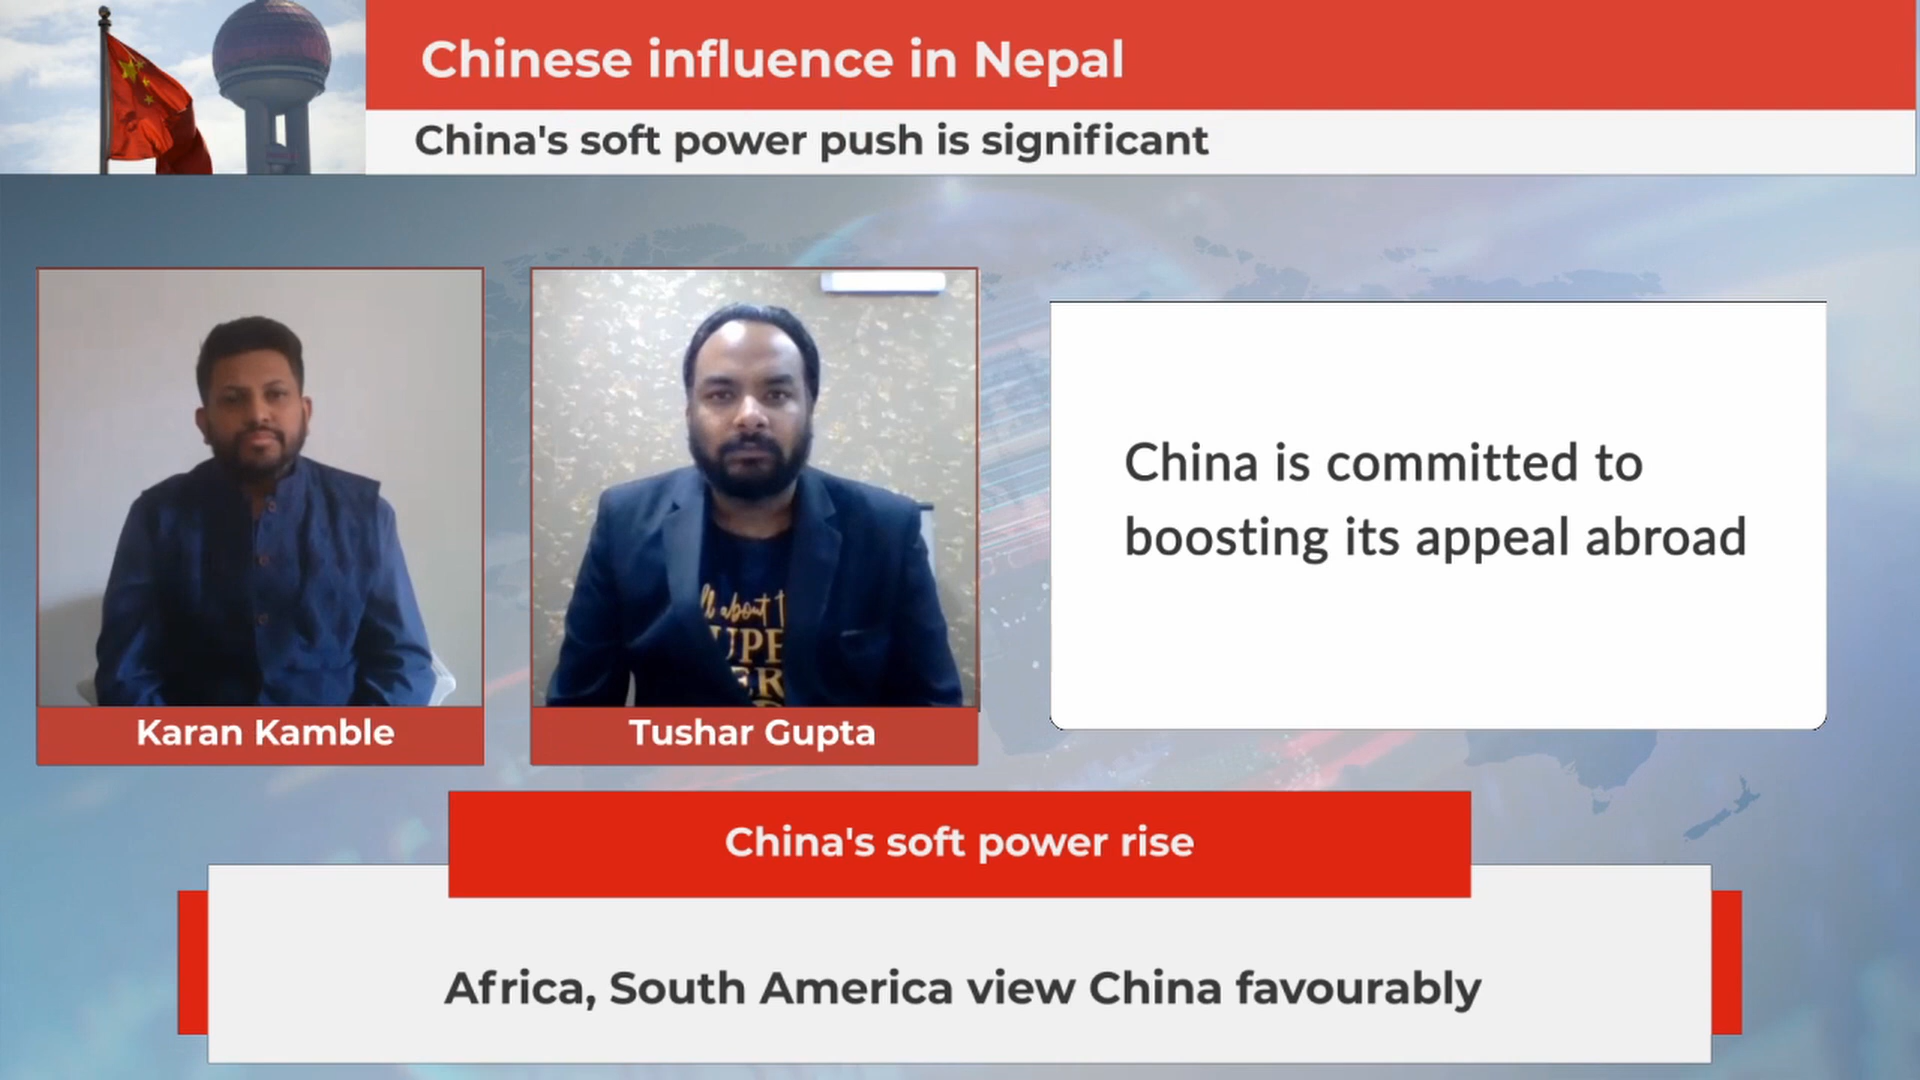 Chinese influence in Nepal
China's soft power push is significant
China is committed to
boosting its appeal abroad
about
Karan Kamble
Tushar Gupta
China's soft power rise
Africa, South America view China favourably